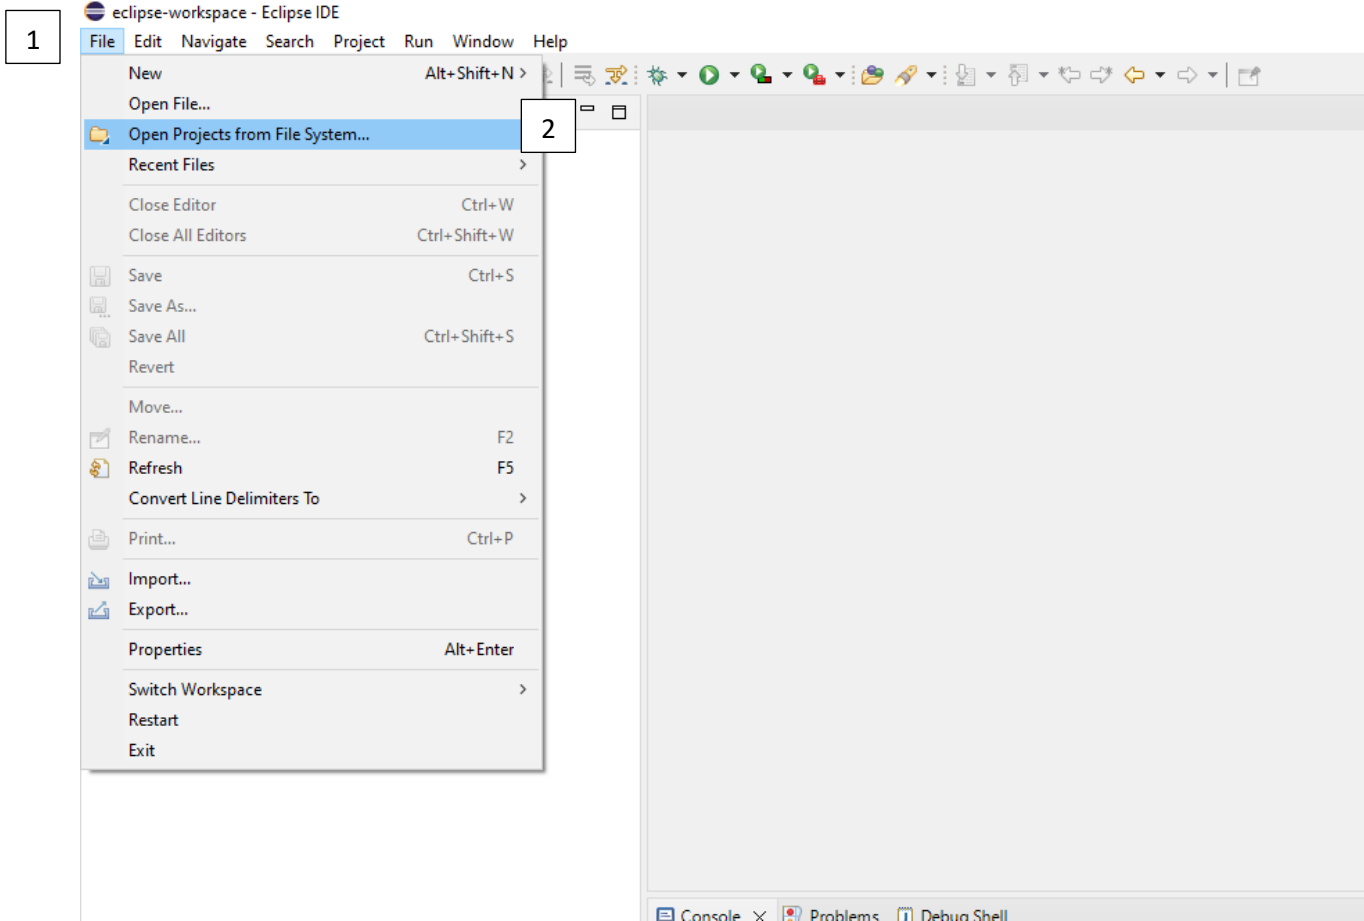 eclipse-workspace - Eclipse IDE
1
File Edit Navigate Search Project Run Window Help
New Alt+Shift+N >
Open File...
2
Open Projects from File System...
Recent Files >
Close Editor Ctrl+W
Close All Editors Ctrl+Shift+W
Save Ctrl+S
Save As...
Save All Ctrl+Shift+S
Revert
Move...
Rename... F2
Refresh F5
Convert Line Delimiters To >
Print... Ctrl+P
Import...
Export...
Properties Alt+Enter
Switch Workspace >
Restart
Exit
Console Problems Debug Shell